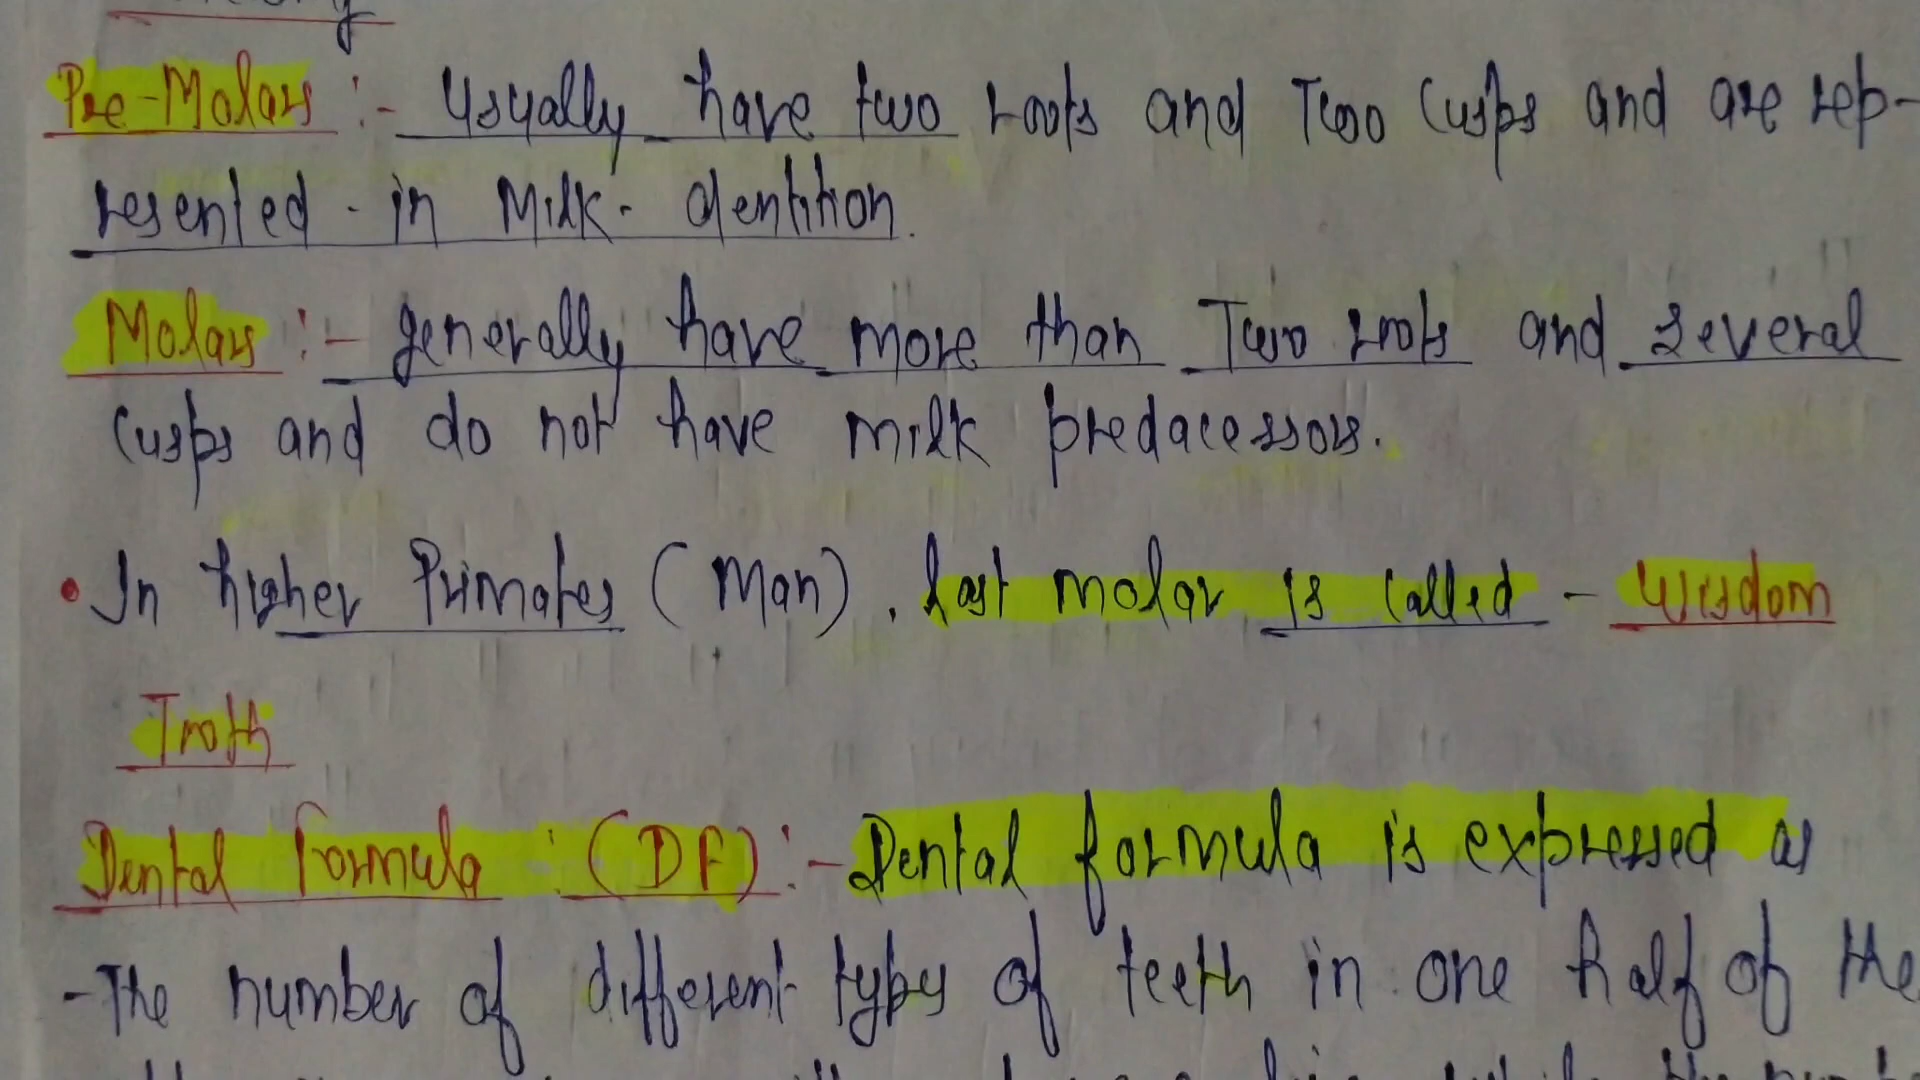 Pre-Molars :- Usually have two roots and Two Cusps and are rep-
resented - in Milk - dentition.
Molars :- generally have more than Two roots and several
Cusps and do not have milk predacessors.
• In higher Primates (Man), last molar is called - Wisdom
Tooth
Dental Formula : (DF) :- Dental formula is expressed as
- The number of different types of teeth in one half of the